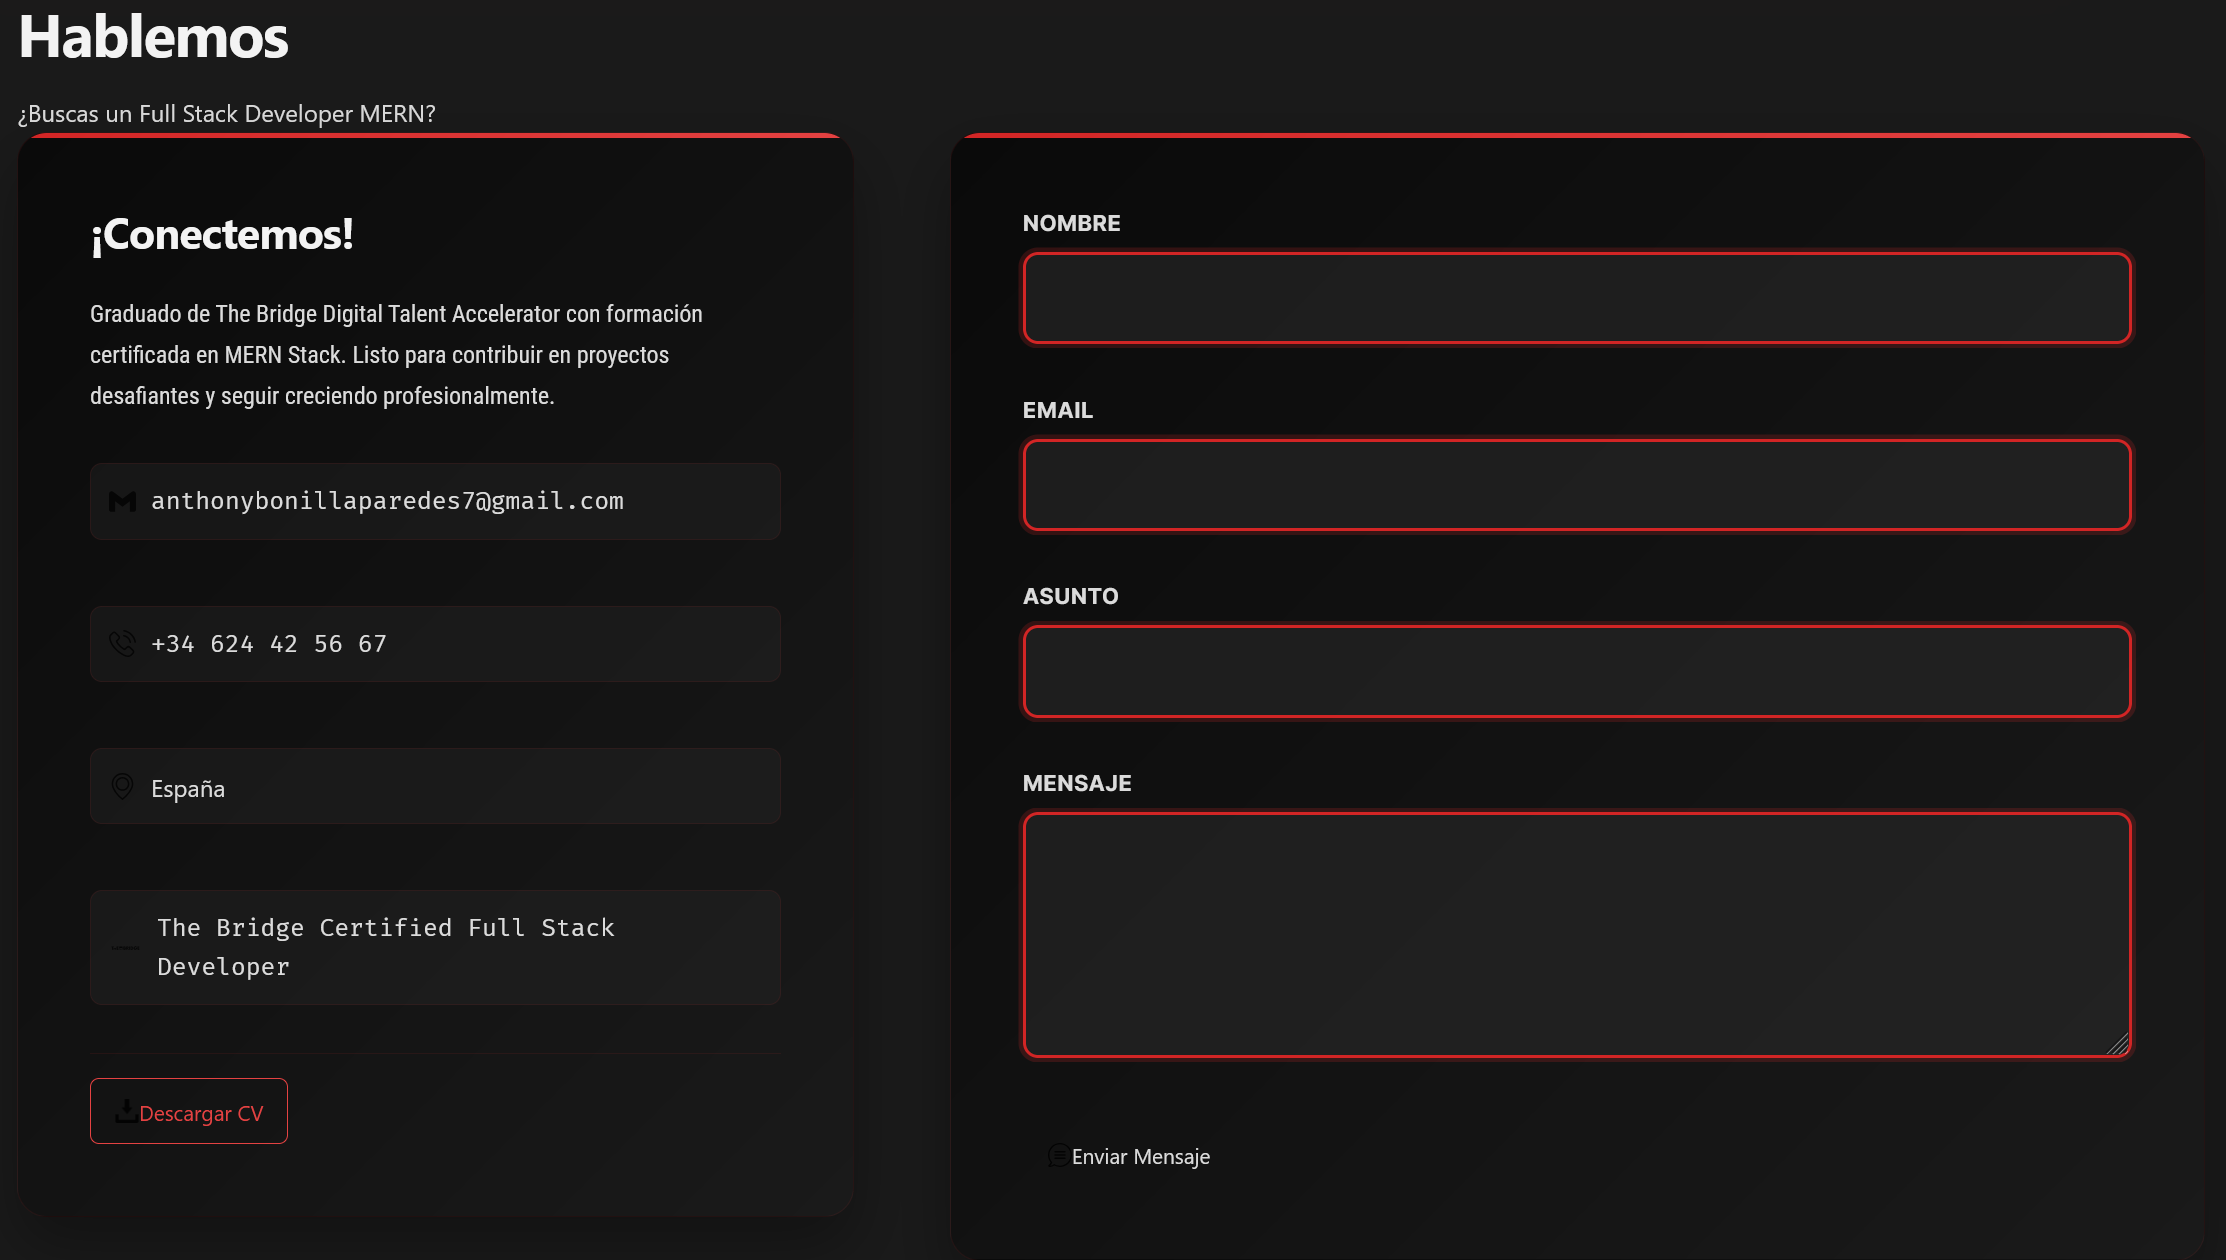 Hablemos
¿Buscas un Full Stack Developer MERN?
¡Conectemos!
Graduado de The Bridge Digital Talent Accelerator con formación
certificada en MERN Stack. Listo para contribuir en proyectos
desafiantes y seguir creciendo profesionalmente.
anthonybonillaparedes7@gmail.com
+34 624 42 56 67
España
The Bridge Certified Full Stack
Developer
Descargar CV
NOMBRE
EMAIL
ASUNTO
MENSAJE
Enviar Mensaje